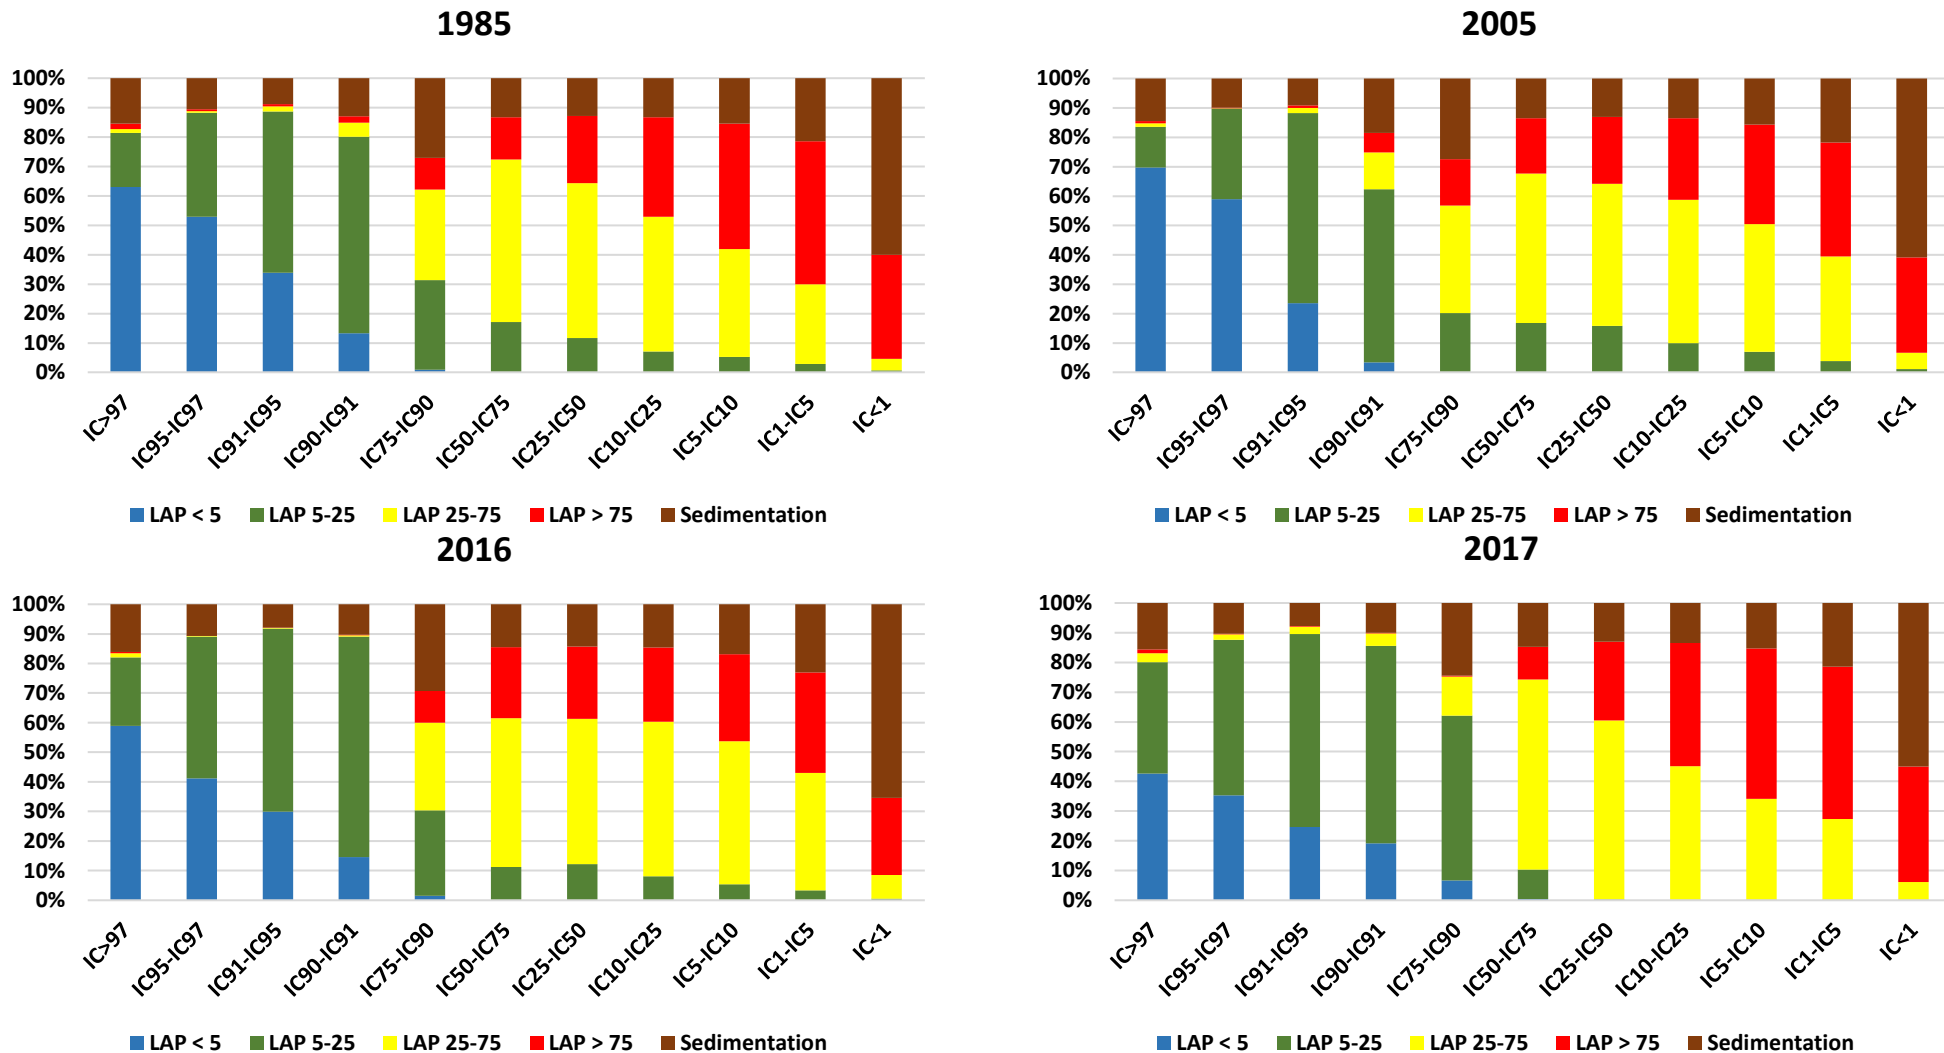 1985
100%
90%
80%
70%
60%
50%
40%
30%
20%
10%
0%
IC>97
IC95-IC97
IC91-IC95
IC90-IC91
IC75-IC90
IC50-IC75
IC25-IC50
IC10-IC25
IC5-IC10
IC1-IC5
IC<1
LAP < 5 LAP 5-25 LAP 25-75 LAP > 75 Sedimentation
2005
100%
90%
80%
70%
60%
50%
40%
30%
20%
10%
0%
IC>97
IC95-IC97
IC91-IC95
IC90-IC91
IC75-IC90
IC50-IC75
IC25-IC50
IC10-IC25
IC5-IC10
IC1-IC5
IC<1
LAP < 5 LAP 5-25 LAP 25-75 LAP > 75 Sedimentation
2016
100%
90%
80%
70%
60%
50%
40%
30%
20%
10%
0%
IC>97
IC95-IC97
IC91-IC95
IC90-IC91
IC75-IC90
IC50-IC75
IC25-IC50
IC10-IC25
IC5-IC10
IC1-IC5
IC<1
LAP < 5 LAP 5-25 LAP 25-75 LAP > 75 Sedimentation
2017
100%
90%
80%
70%
60%
50%
40%
30%
20%
10%
0%
IC>97
IC95-IC97
IC91-IC95
IC90-IC91
IC75-IC90
IC50-IC75
IC25-IC50
IC10-IC25
IC5-IC10
IC1-IC5
IC<1
LAP < 5 LAP 5-25 LAP 25-75 LAP > 75 Sedimentation